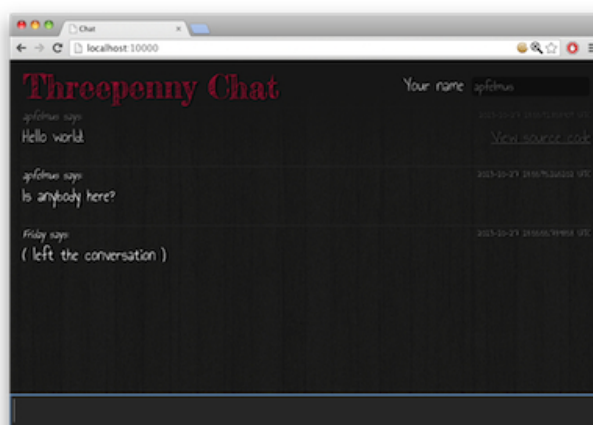 Chat
localhost:10000
Threepenny Chat
Your name apfelmus
apfelmus says:
Hello world.
View source code
apfelmus says:
Is anybody here?
Friday says:
( left the conversation )